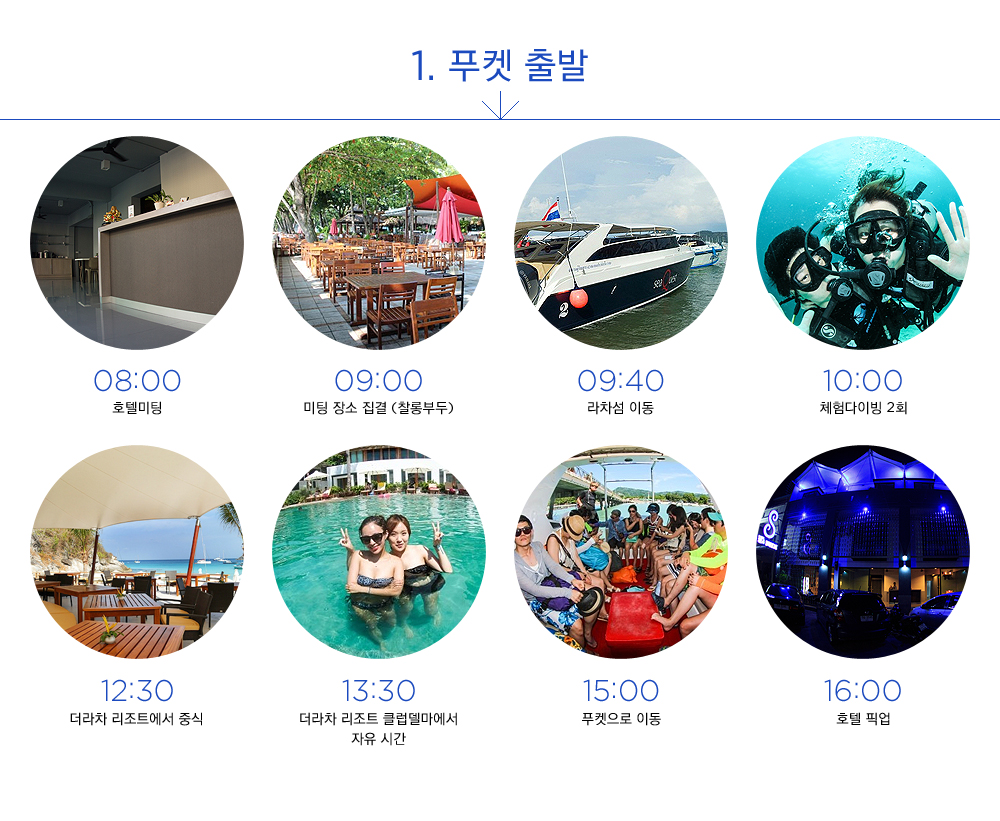 1. 푸켓 출발
sea Quest
2
S
08:00
09:00
09:40
10:00
호텔미팅
미팅 장소 집결 (찰롱부두)
라차섬 이동
체험다이빙 2회
12:30
13:30
15:00
16:00
더라차 리조트에서 중식
더라차 리조트 클럽델마에서
자유 시간
푸켓으로 이동
호텔 픽업